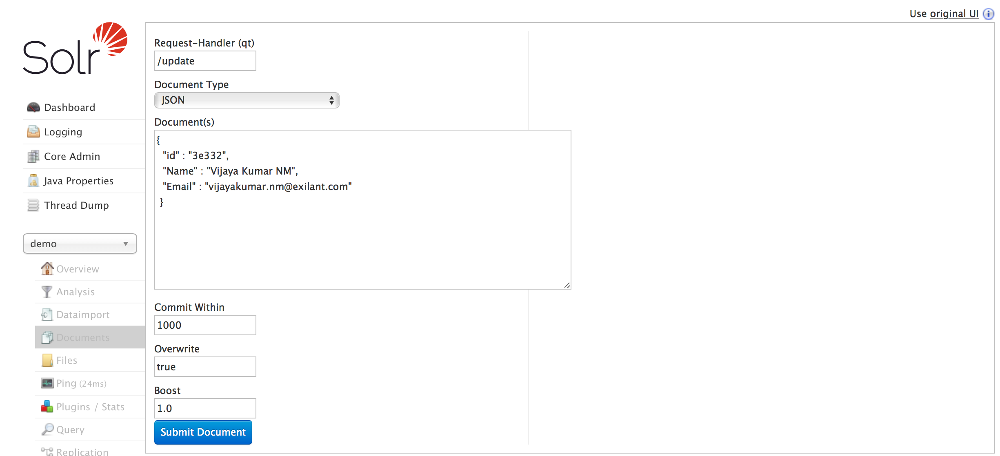 Use original UI
Solr
Dashboard
Logging
Core Admin
Java Properties
Thread Dump
demo
Overview
Analysis
Dataimport
Documents
Files
Ping (24ms)
Plugins / Stats
Query
Replication
Request-Handler (qt)
/update
Document Type
JSON
Document(s)
{
"id" : "3e332",
"Name" : "Vijaya Kumar NM",
"Email" : "vijayakumar.nm@exilant.com"
}
Commit Within
1000
Overwrite
true
Boost
1.0
Submit Document